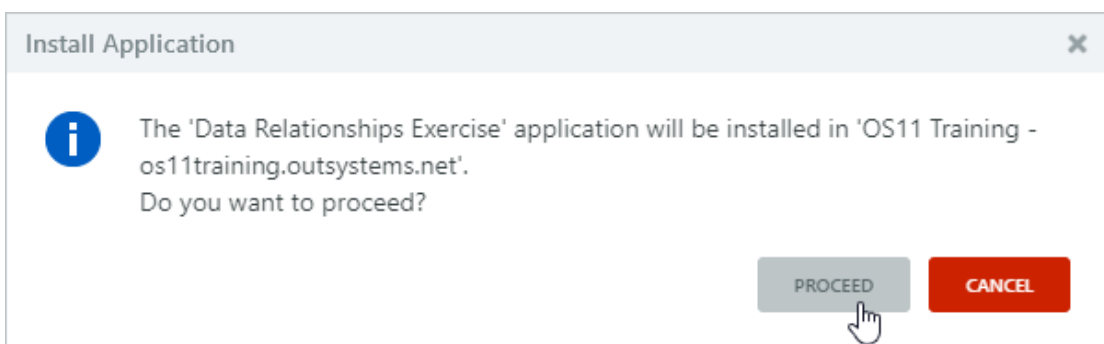 Install Application
The 'Data Relationships Exercise' application will be installed in 'OS11 Training -
os11training.outsystems.net'.
Do you want to proceed?
PROCEED
CANCEL